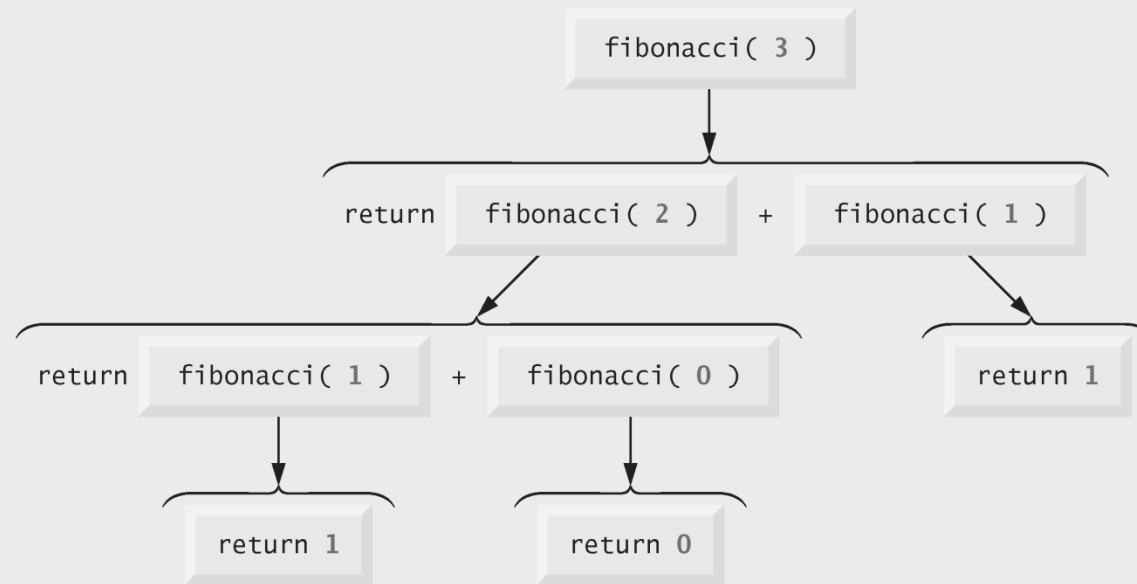 fibonacci( 3 )
return fibonacci( 2 ) + fibonacci( 1 )
return fibonacci( 1 ) + fibonacci( 0 )
return 1
return 1
return 0